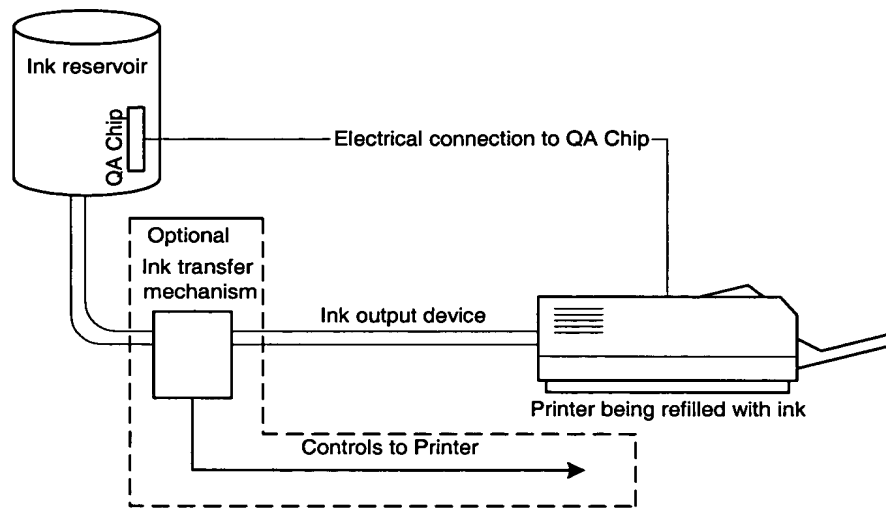 Ink reservoir
QA Chip
Electrical connection to QA Chip
Optional
Ink transfer
mechanism
Ink output device
Printer being refilled with ink
Controls to Printer